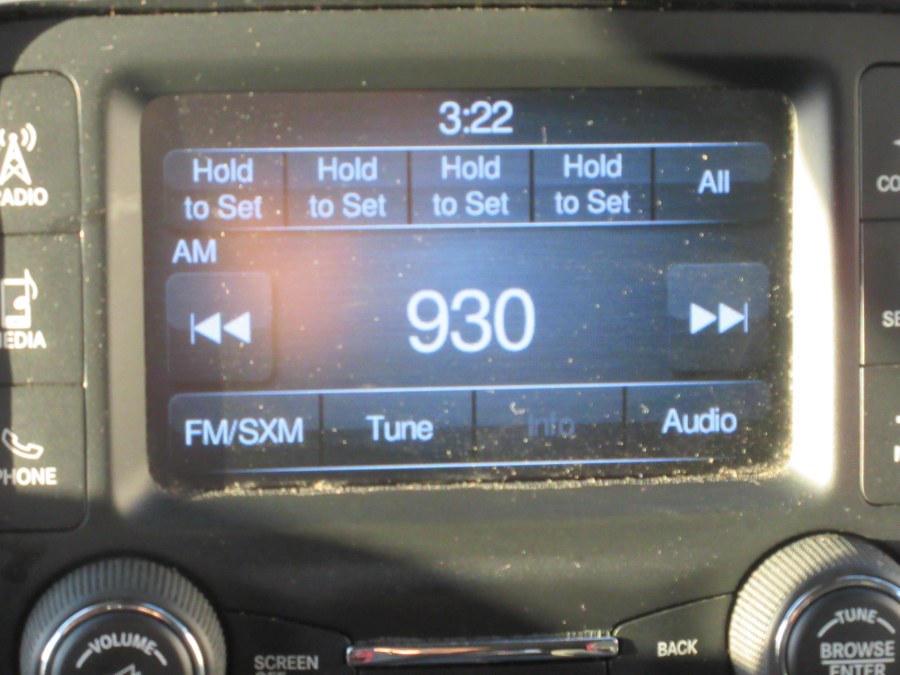 3:22
Hold Hold Hold Hold All
to Set to Set to Set to Set
AM
930
FM/SXM Tune Info Audio
RADIO
MEDIA
PHONE
VOLUME
SCREEN
BACK
TUNE
BROWSE
ENTER